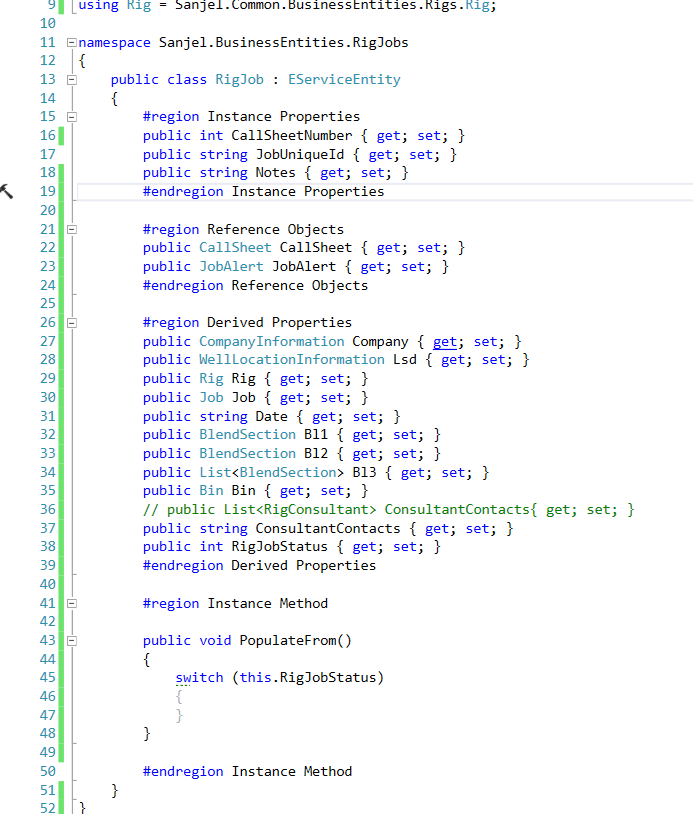 9 using Rig = Sanjel.Common.BusinessEntities.Rigs.Rig;
10
11 namespace Sanjel.BusinessEntities.RigJobs
12 {
13 public class RigJob : EServiceEntity
14 {
15 #region Instance Properties
16 public int CallSheetNumber { get; set; }
17 public string JobUniqueId { get; set; }
18 public string Notes { get; set; }
19 #endregion Instance Properties
20
21 #region Reference Objects
22 public CallSheet CallSheet { get; set; }
23 public JobAlert JobAlert { get; set; }
24 #endregion Reference Objects
25
26 #region Derived Properties
27 public CompanyInformation Company { get; set; }
28 public WellLocationInformation Lsd { get; set; }
29 public Rig Rig { get; set; }
30 public Job Job { get; set; }
31 public string Date { get; set; }
32 public BlendSection Bl1 { get; set; }
33 public BlendSection Bl2 { get; set; }
34 public List<BlendSection> Bl3 { get; set; }
35 public Bin Bin { get; set; }
36 // public List<RigConsultant> ConsultantContacts{ get; set; }
37 public string ConsultantContacts { get; set; }
38 public int RigJobStatus { get; set; }
39 #endregion Derived Properties
40
41 #region Instance Method
42
43 public void PopulateFrom()
44 {
45 switch (this.RigJobStatus)
46 {
47 }
48 }
49
50 #endregion Instance Method
51 }
52 }